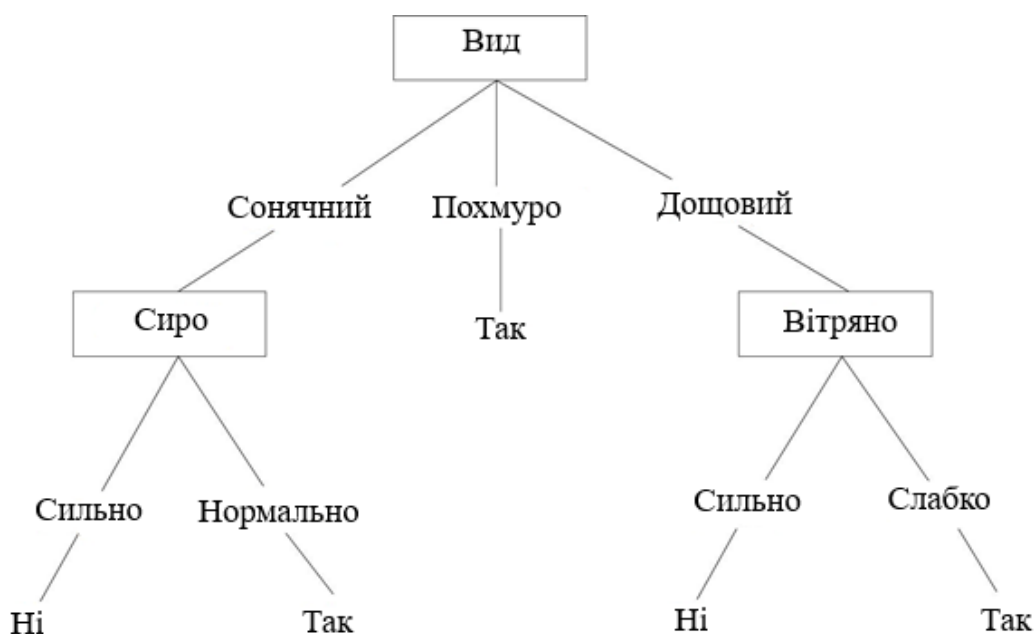 Вид
Сонячний Похмуро Дощовий
Сиро Так Вітряно
Сильно Нормально Сильно Слабко
Ні Так Ні Так